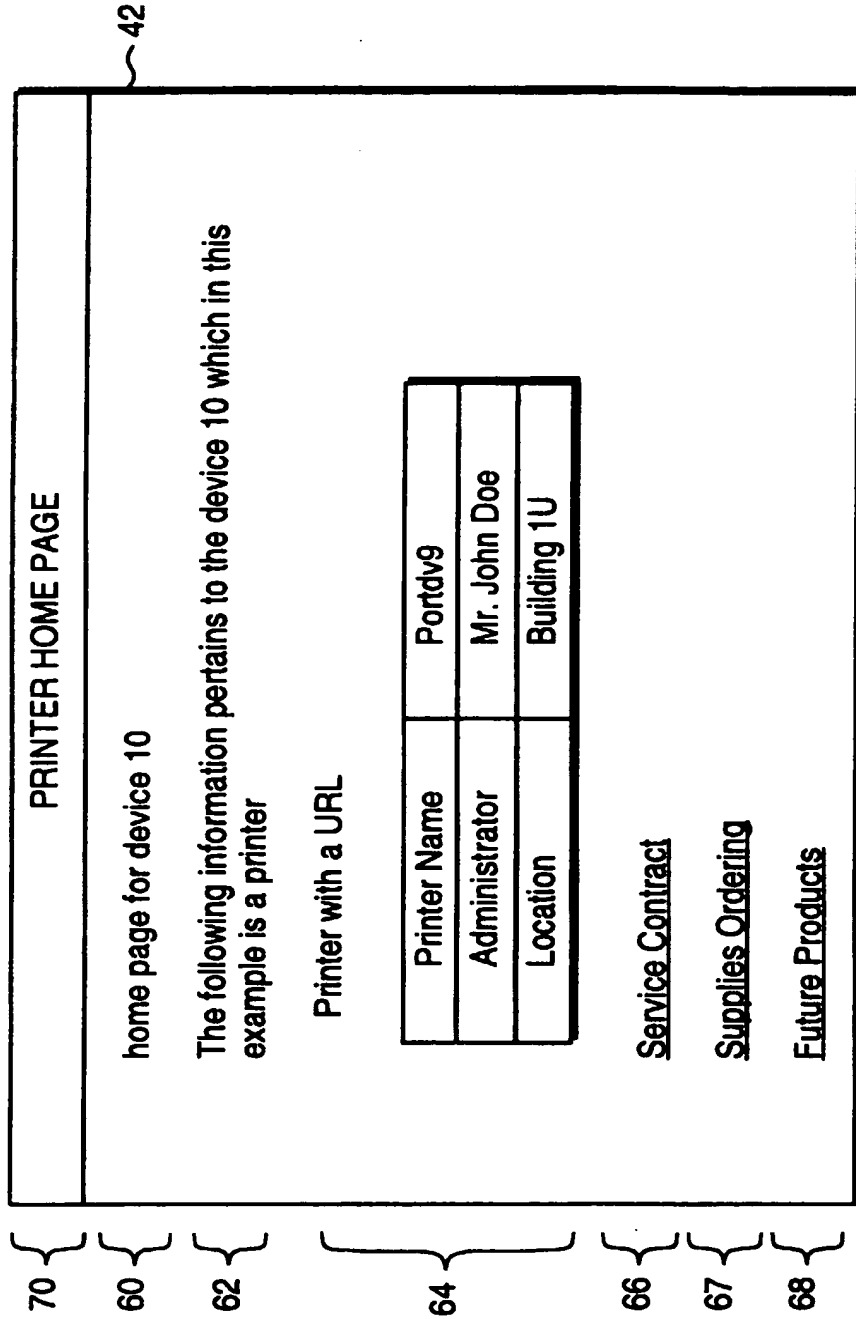 PRINTER HOME PAGE
42
70
60
home page for device 10
62
The following information pertains to the device 10 which in this
example is a printer
64
Printer with a URL
Printer Name Portdv9
Administrator Mr. John Doe
Location Building 1U
66
Service Contract
67
Supplies Ordering
68
Future Products